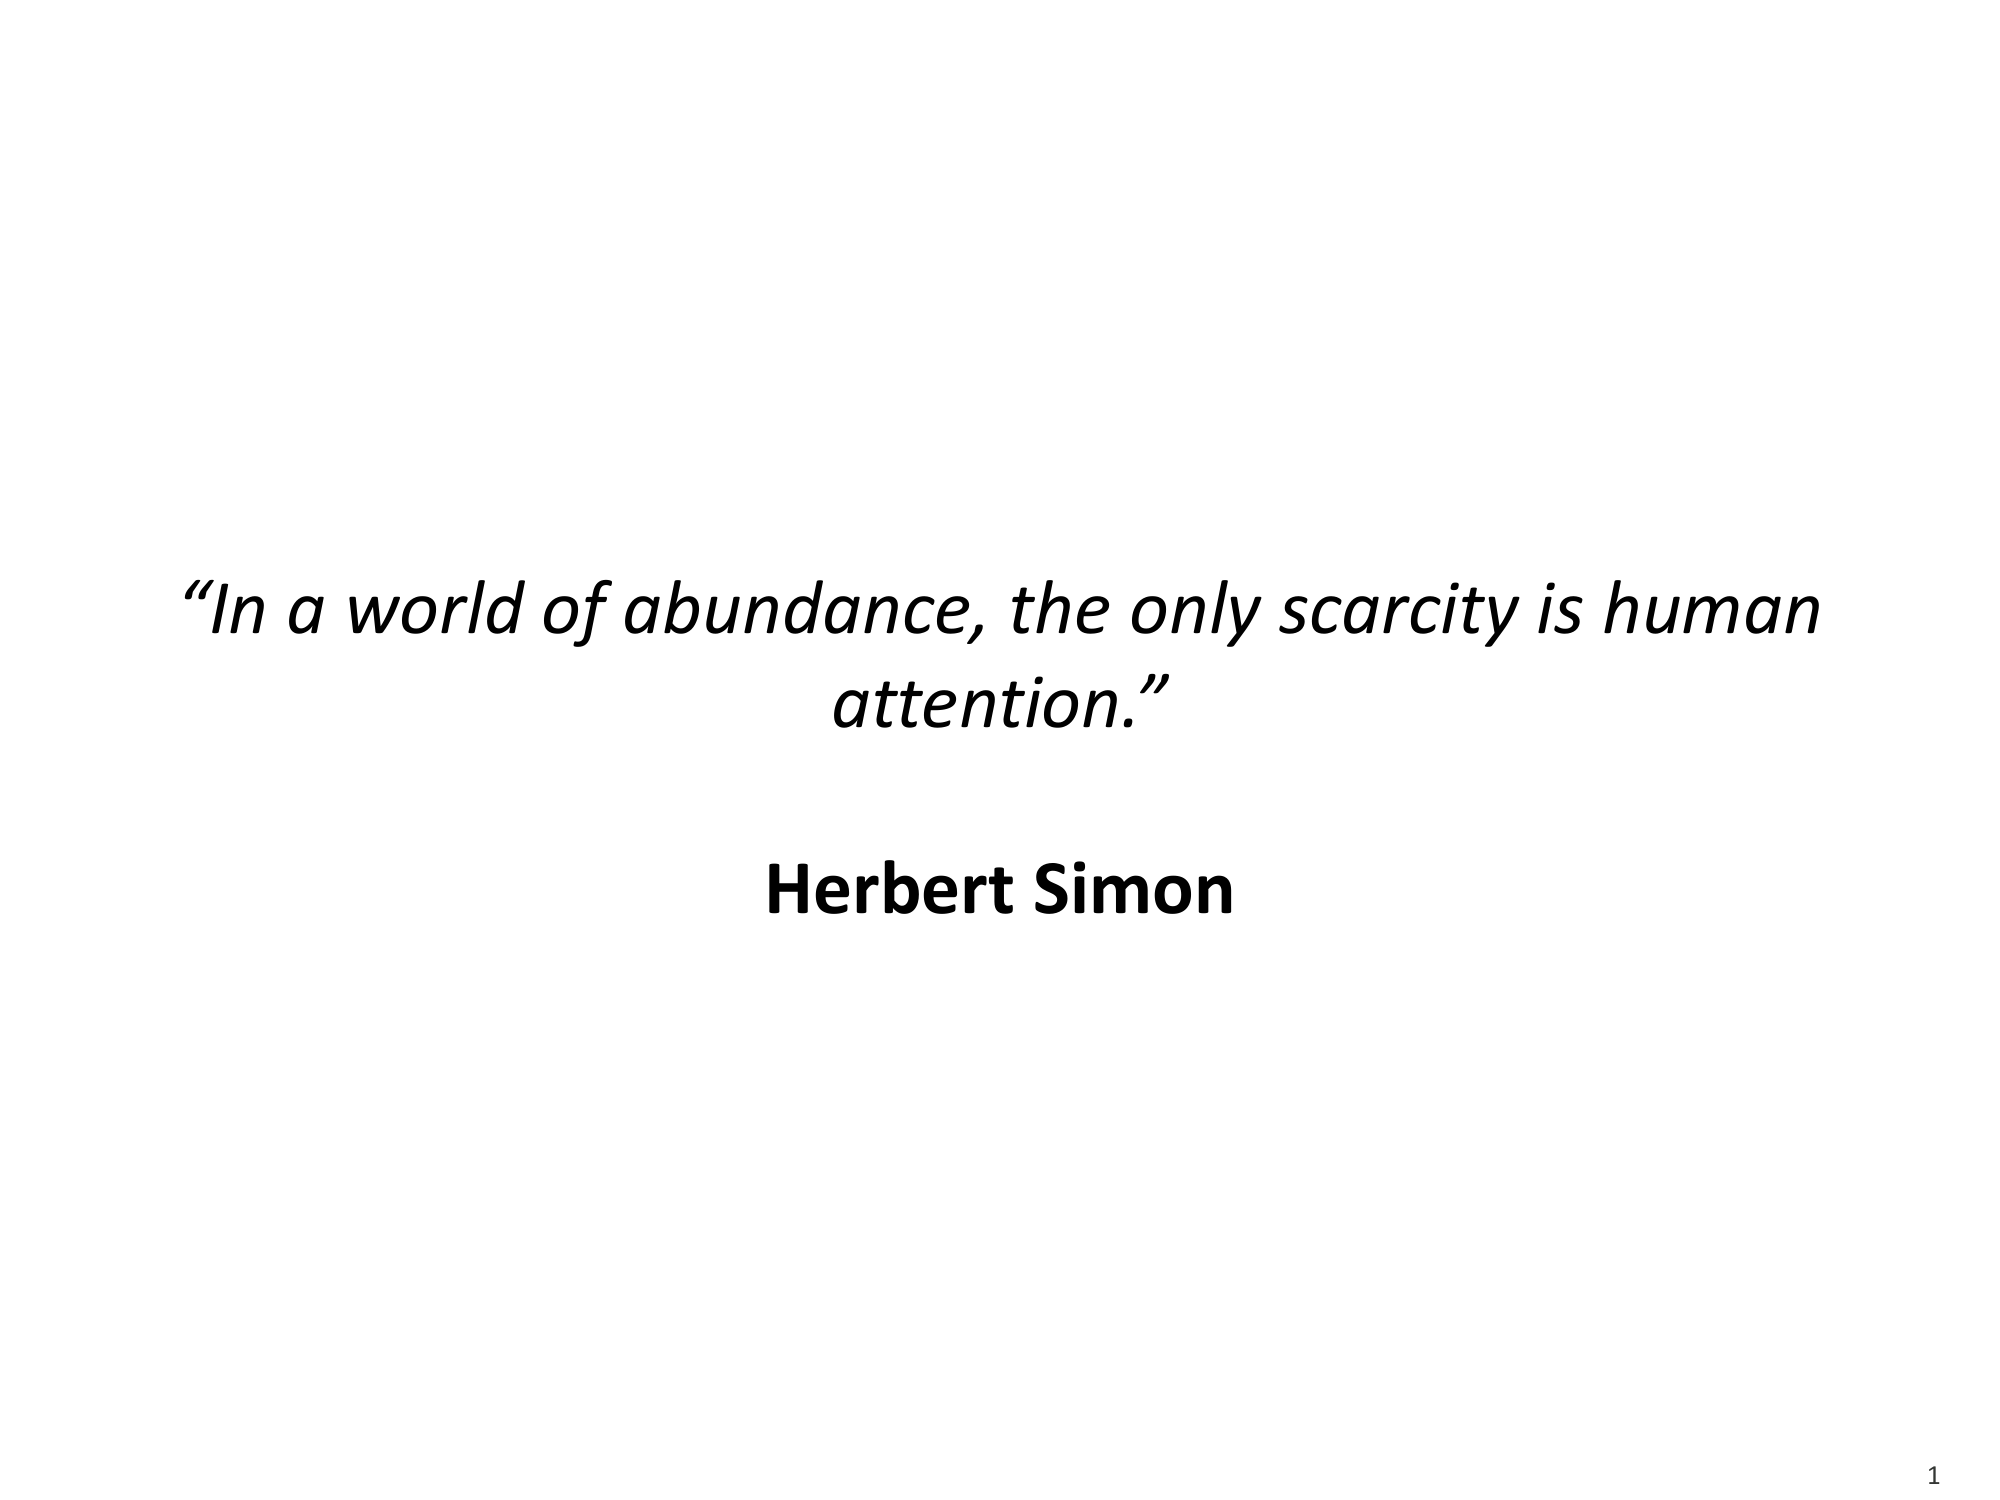 “In a world of abundance, the only scarcity is human
attention.”
Herbert Simon
1